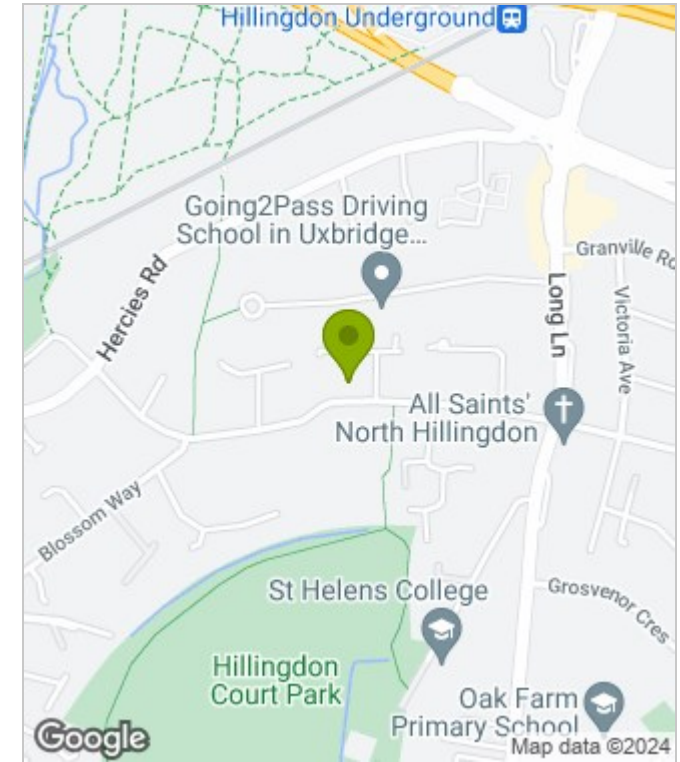 Hillingdon Underground
Going2Pass Driving
School in Uxbridge...
Granville Rd
Hercies Rd
Long Ln
Victoria Ave
All Saints'
North Hillingdon
Blossom Way
St Helens College
Grosvenor Cres
Hillingdon
Court Park
Oak Farm
Primary School
Google
Map data ©2024